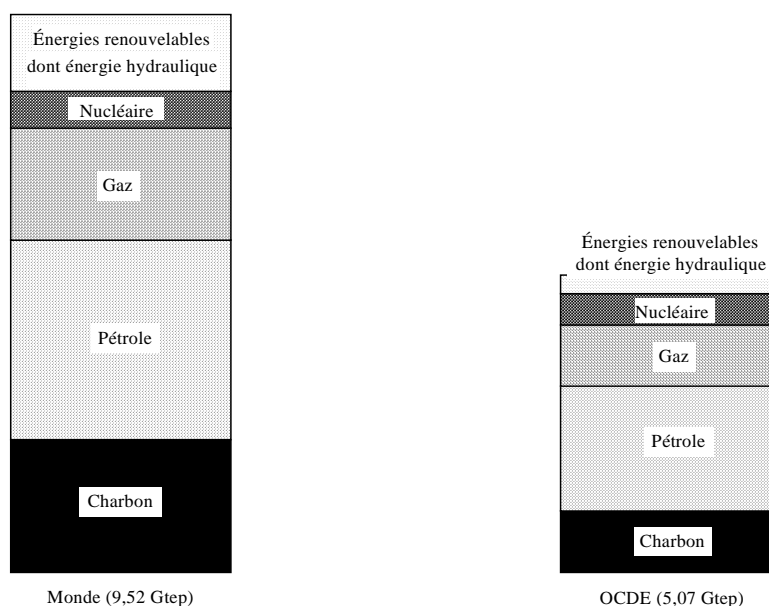 Énergies renouvelables
dont énergie hydraulique
Nucléaire
Gaz
Pétrole
Charbon
Monde (9,52 Gtep)
Énergies renouvelables
dont énergie hydraulique
Nucléaire
Gaz
Pétrole
Charbon
OCDE (5,07 Gtep)